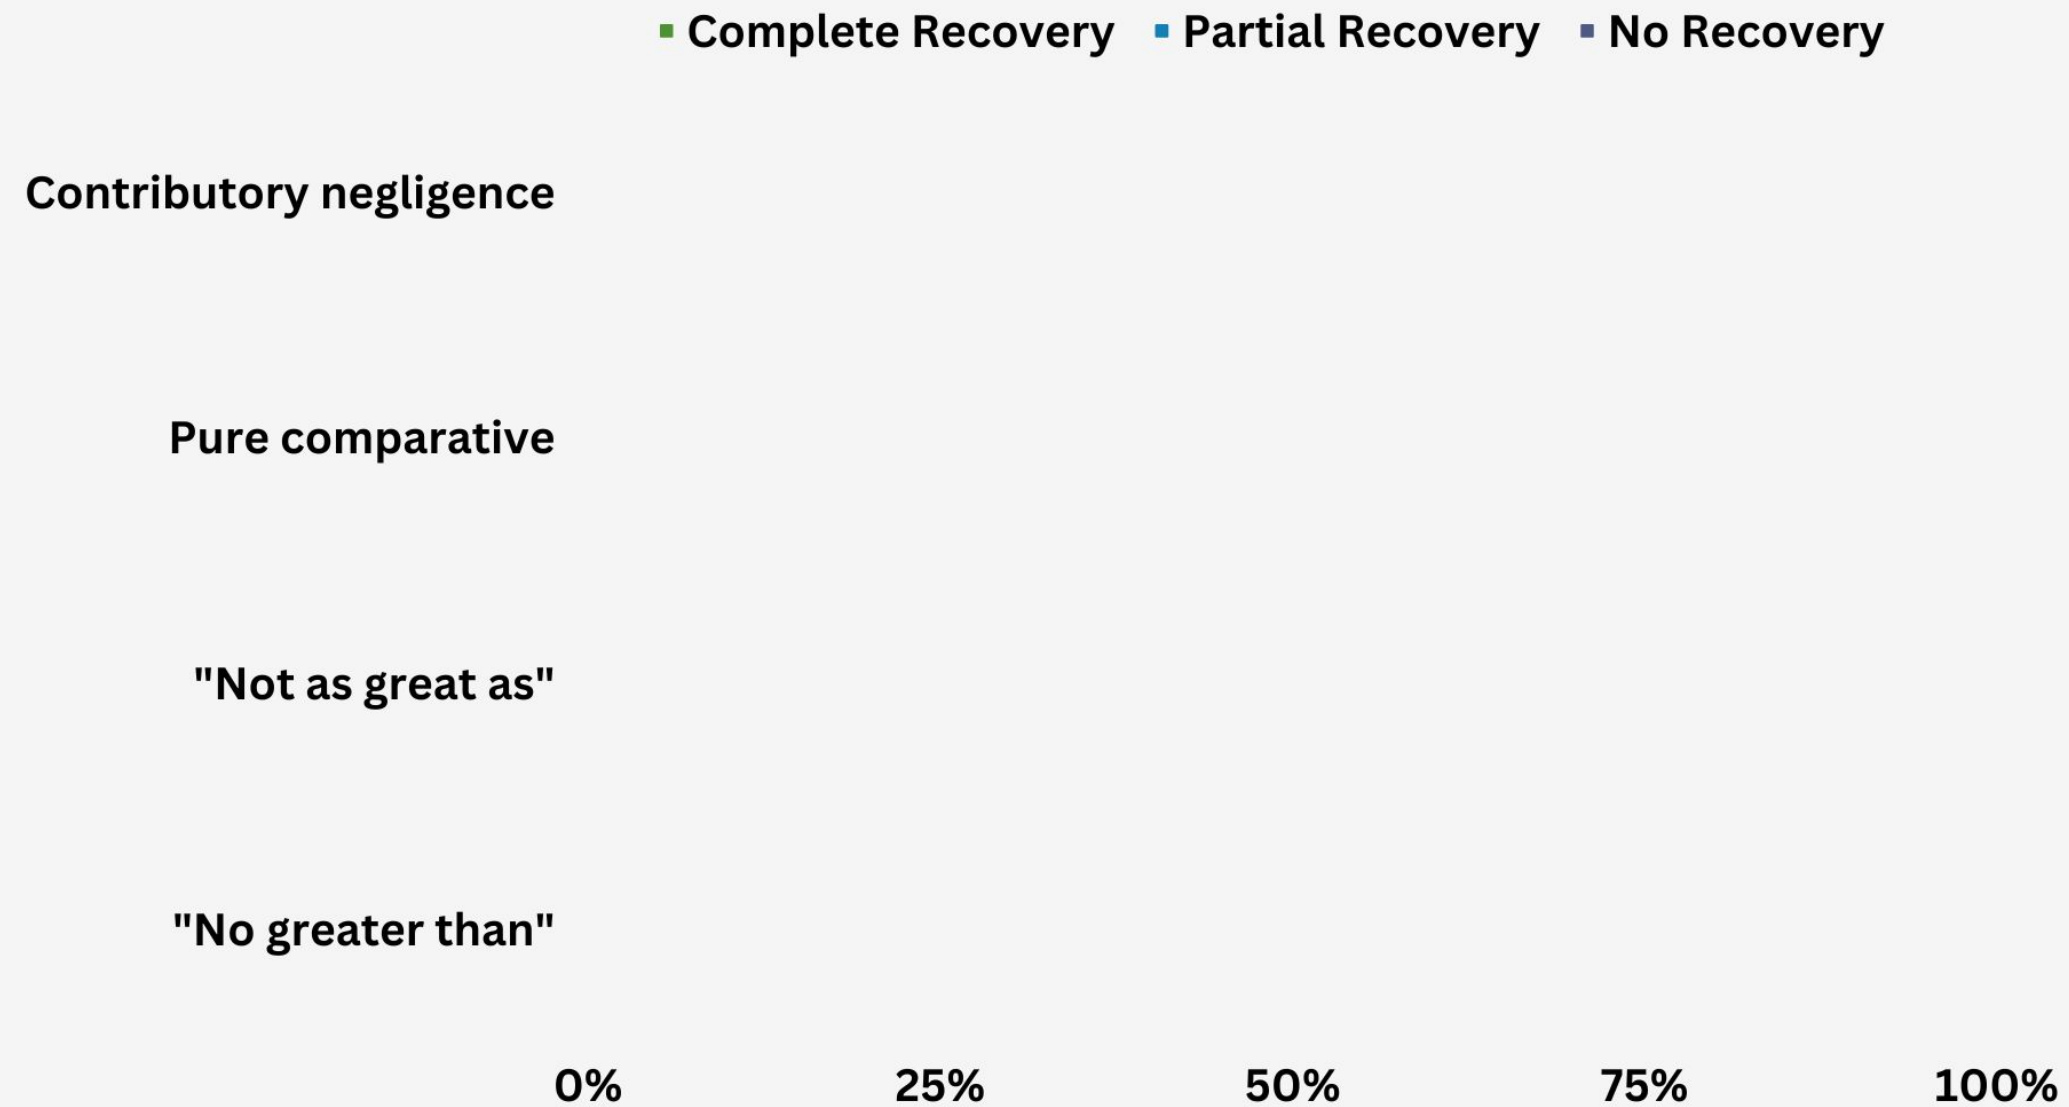 Complete Recovery Partial Recovery No Recovery
Contributory negligence
Pure comparative
"Not as great as"
"No greater than"
0% 25% 50% 75% 100%